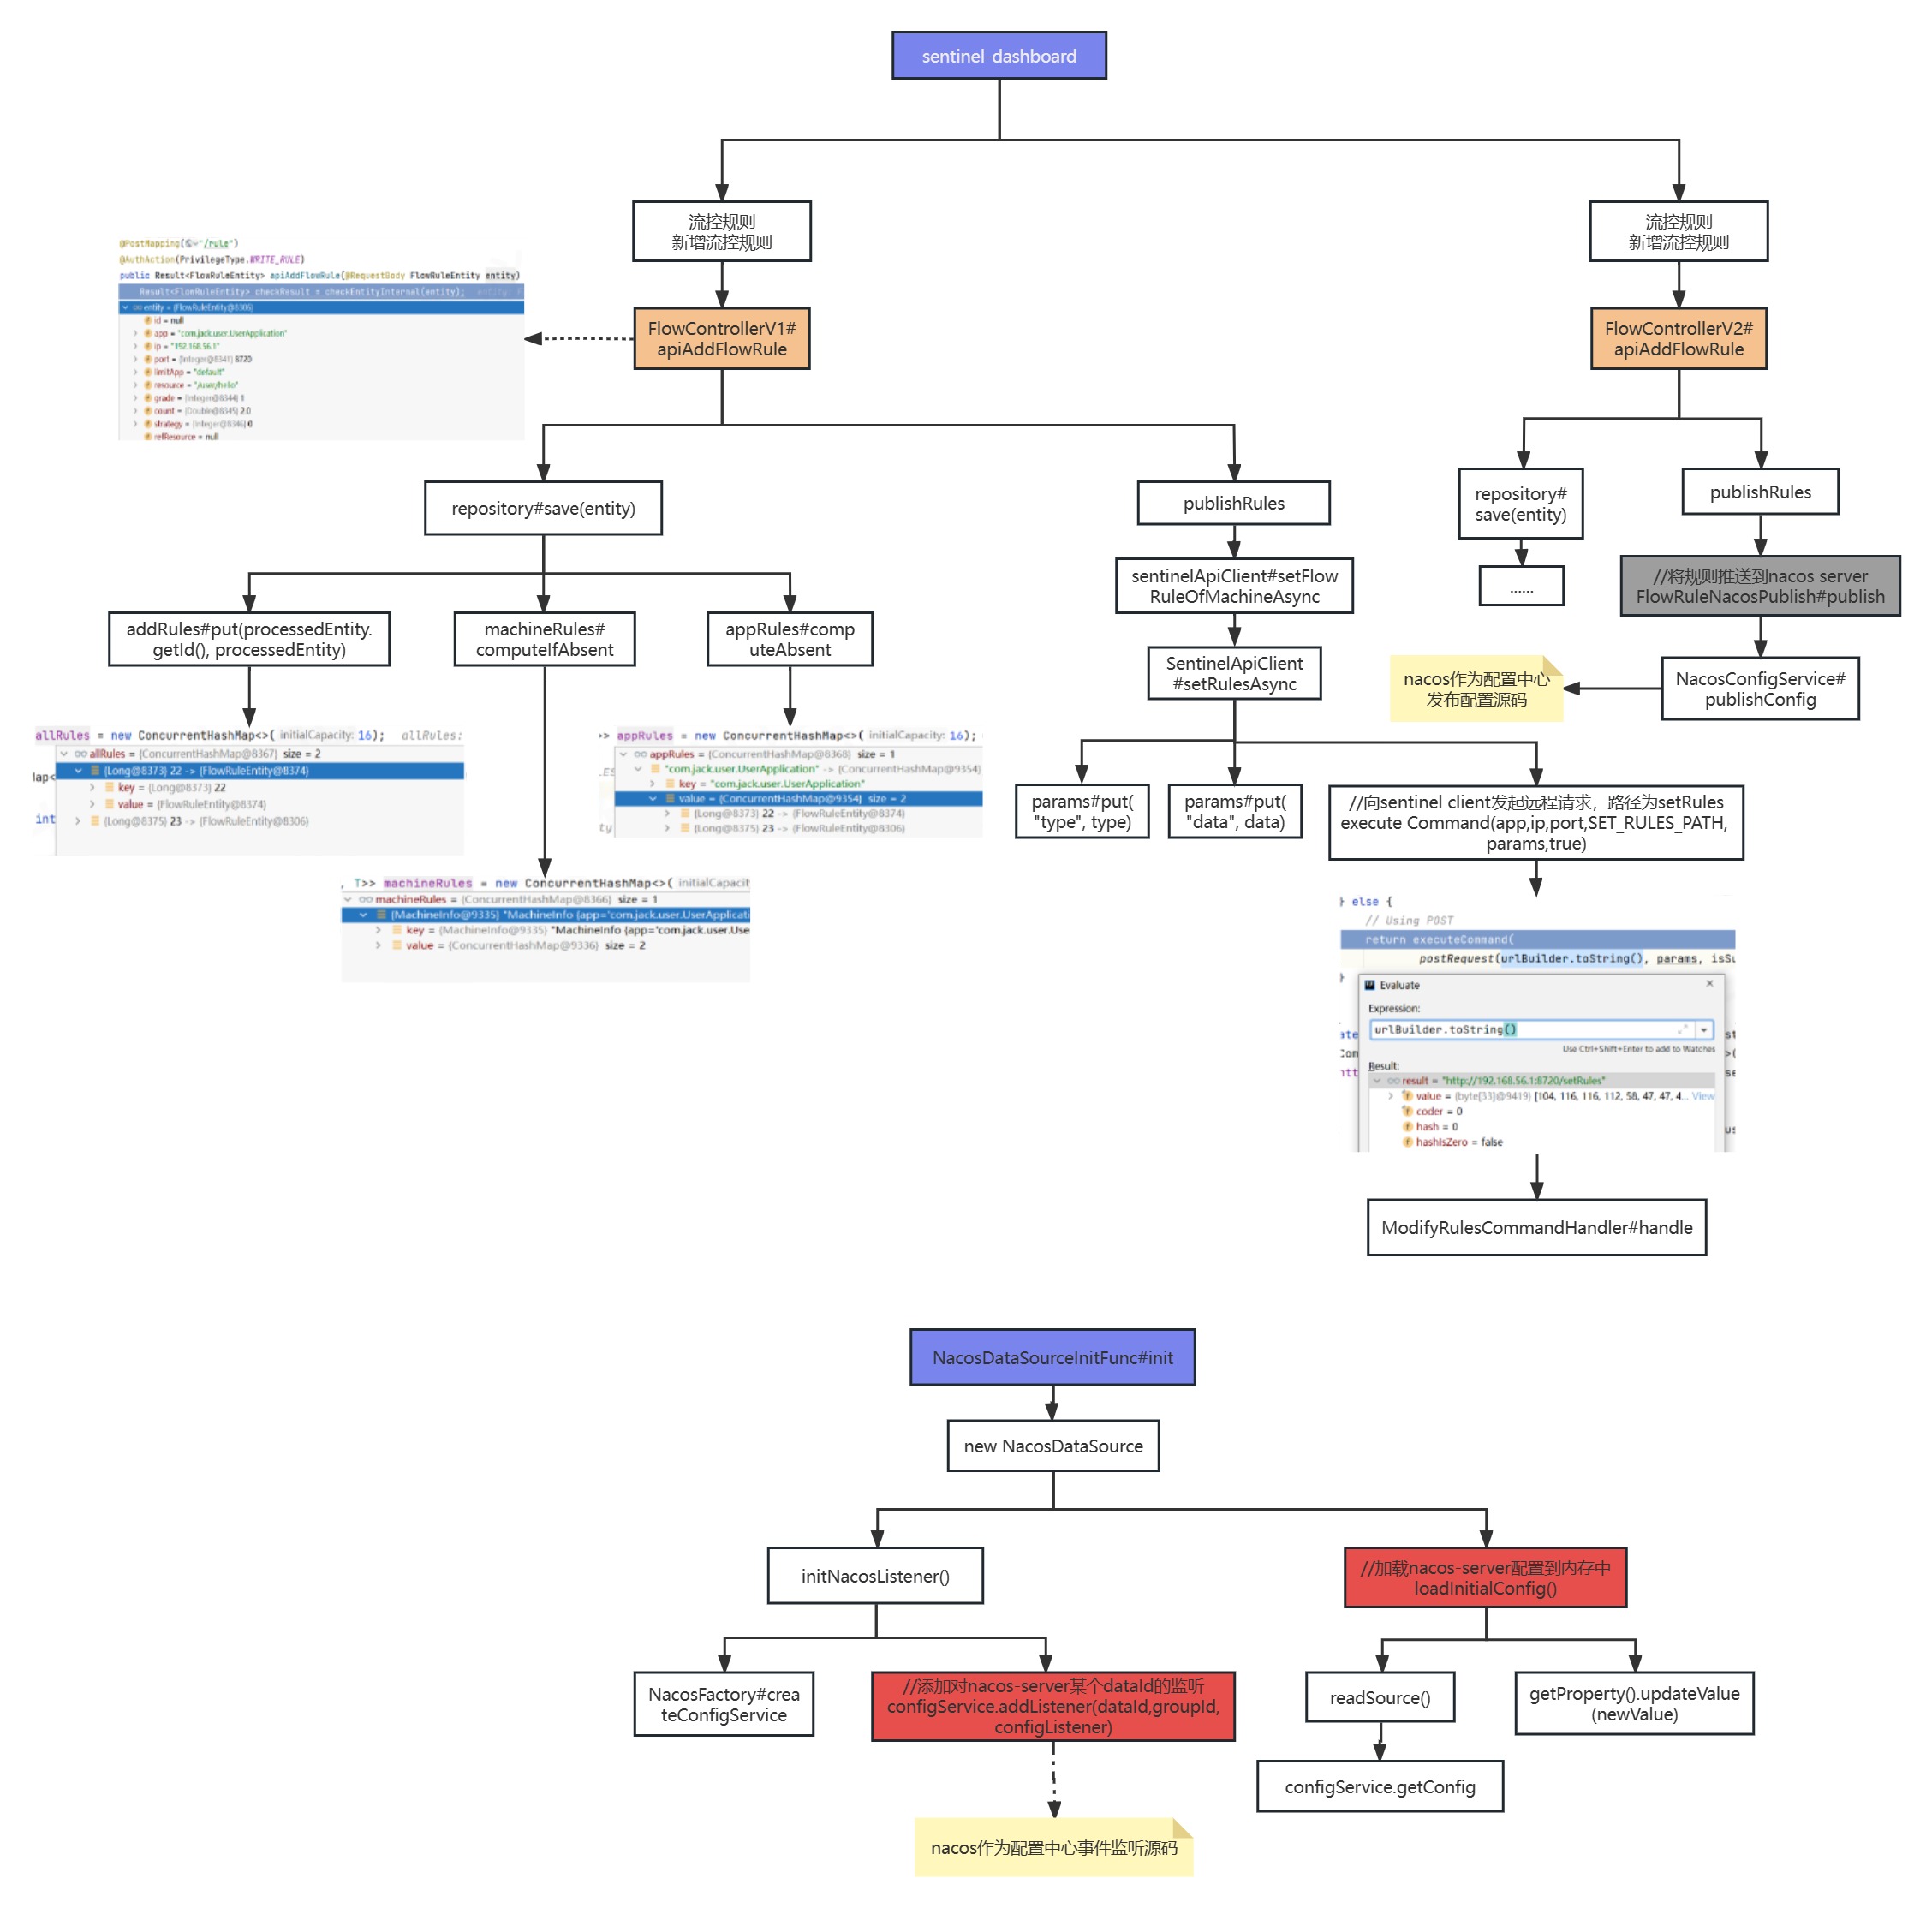 sentinel-dashboard
流控规则
新增流控规则
流控规则
新增流控规则
@PostMapping("/rule")
@AuthAction(PrivilegeType.WRITE_RULE)
public Result<FlowRuleEntity> apiAddFlowRule(@RequestBody FlowRuleEntity entity)
Result<FlowRuleEntity> checkResult = checkEntityInternal(entity);
entity = {FlowRuleEntity@8306}
id = null
app = "com.jack.user.UserApplication"
ip = "192.168.56.1"
port = {Integer@8341} 8720
limitApp = "default"
resource = "/user/hello"
grade = {Integer@8344} 1
count = {Double@8345} 2.0
strategy = {Integer@8346} 0
refResource = null
FlowControllerV1#
apiAddFlowRule
FlowControllerV2#
apiAddFlowRule
repository#save(entity)
publishRules
repository#
save(entity)
publishRules
sentinelApiClient#setFlow
RuleOfMachineAsync
......
//将规则推送到nacos server
FlowRuleNacosPublish#publish
addRules#put(processedEntity.
getId(), processedEntity)
machineRules#
computeIfAbsent
appRules#comp
uteAbsent
SentinelApiClient
#setRulesAsync
nacos作为配置中心
发布配置源码
NacosConfigService#
publishConfig
allRules = new ConcurrentHashMap<>( initialCapacity: 16); allRules:
allRules = {ConcurrentHashMap@8367} size = 2
{Long@8373} 22 -> {FlowRuleEntity@8374}
key = {Long@8373} 22
value = {FlowRuleEntity@8374}
int
{Long@8375} 23 -> {FlowRuleEntity@8306}
>> appRules = new ConcurrentHashMap<>( initialCapacity: 16);
appRules = {ConcurrentHashMap@8368} size = 1
"com.jack.user.UserApplication" -> {ConcurrentHashMap@9354}
key = "com.jack.user.UserApplication"
value = {ConcurrentHashMap@9354} size = 2
{Long@8373} 22 -> {FlowRuleEntity@8374}
{Long@8375} 23 -> {FlowRuleEntity@8306}
params#put(
"type", type)
params#put(
"data", data)
//向sentinel client发起远程请求，路径为setRules
execute Command(app,ip,port,SET_RULES_PATH,
params,true)
, T>> machineRules = new ConcurrentHashMap<>( initialCapacit
machineRules = {ConcurrentHashMap@8366} size = 1
{MachineInfo@9335} "MachineInfo {app='com.jack.user.UserApplicati
key = {MachineInfo@9335} "MachineInfo {app='com.jack.user.Use
value = {ConcurrentHashMap@9336} size = 2
} else {
// Using POST
return executeCommand(
postRequest(urlBuilder.toString(), params, isSu
}
Evaluate
Expression:
urlBuilder.toString()
Use Ctrl+Shift+Enter to add to Watches
Result:
result = "http://192.168.56.1:8720/setRules"
value = {byte[33]@9419} [104, 116, 116, 112, 58, 47, 47, 4... View
coder = 0
hash = 0
hashIsZero = false
ModifyRulesCommandHandler#handle
NacosDataSourceInitFunc#init
new NacosDataSource
initNacosListener()
//加载nacos-server配置到内存中
loadInitialConfig()
NacosFactory#crea
teConfigService
//添加对nacos-server某个dataId的监听
configService.addListener(dataId,groupId,
configListener)
readSource()
getProperty().updateValue
(newValue)
configService.getConfig
nacos作为配置中心事件监听源码